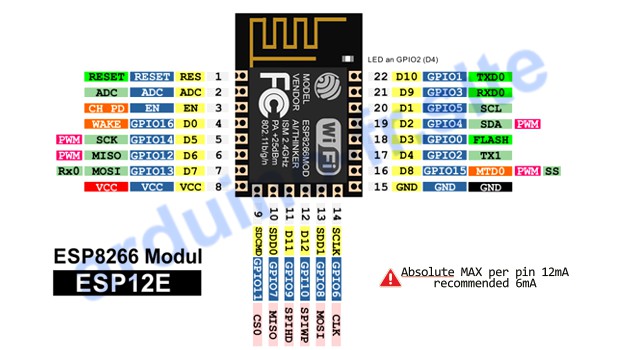 LED an GPIO2 (D4)
RESET RESET RES 1
ADC ADC ADC 2
CH PD EN EN 3
WAKE GPIO16 D0 4
PWM SCK GPIO14 D5 5
PWM MISO GPIO12 D6 6
Rx0 MOSI GPIO13 D7 7
VCC VCC VCC 8
MODEL ESP8266MOD
VENDOR AI-THINKER
ISM 2.4GHz
PA +25dBm
802.11b/g/n
FC
WiFi
22 D10 GPIO1 TXD0
21 D9 GPIO3 RXD0
20 D1 GPIO5 SCL
19 D2 GPIO4 SDA PWM
18 D3 GPIO0 FLASH
17 D4 GPIO2 TX1
16 D8 GPIO15 MTD0 PWM SS
15 GND GND GND
9 SDCMD GPIO11 CS0
10 SDD0 GPIO7 MISO
11 D11 GPIO9 SPIHD
12 D12 GPIO10 SPIWP
13 SDD1 GPIO8 MOSI
14 SCLK GPIO6 CLK
ESP8266 Modul
ESP12E
Absolute MAX per pin 12mA
recommended 6mA